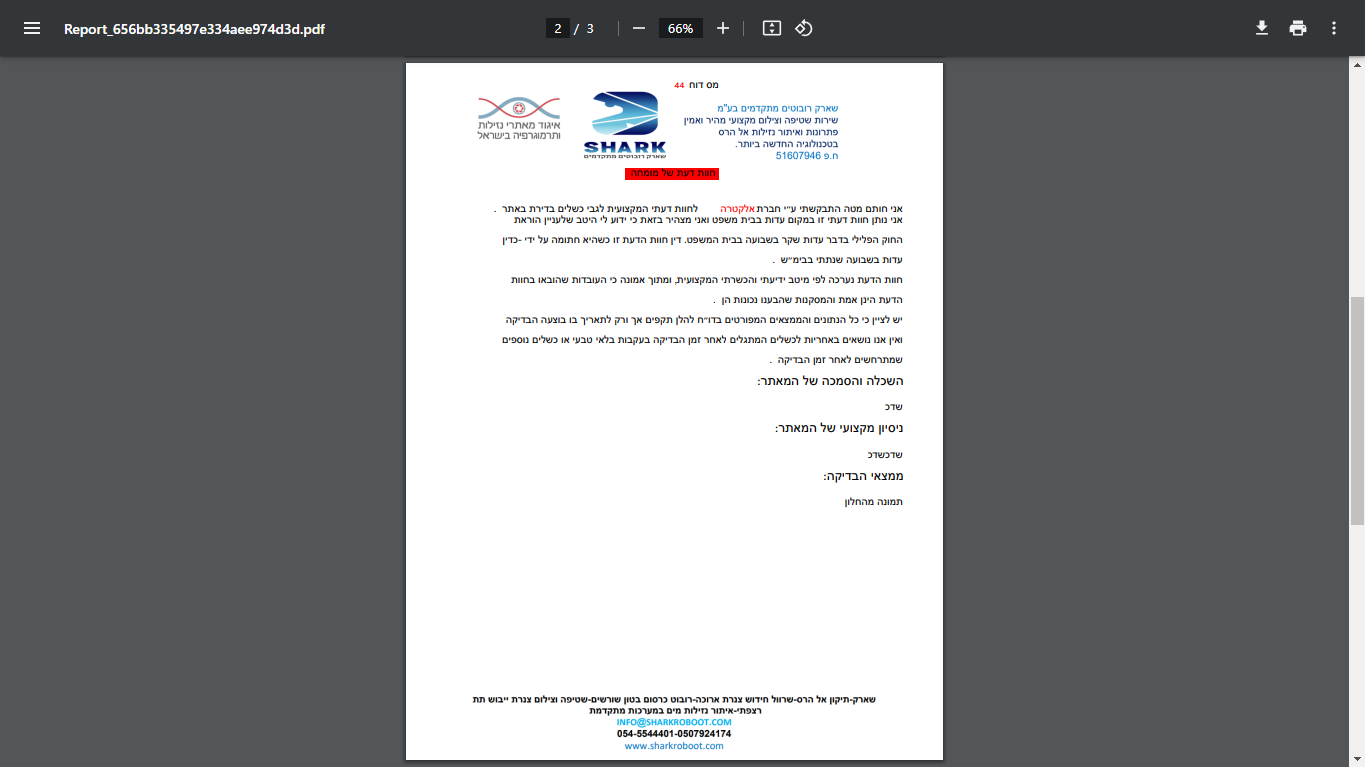 Report_656bb335497e334aee974d3d.pdf
2 / 3
66%
מס דוח 44
איגוד מאתרי נזילות
ותרמוגרפיה בישראל
SHARK
שארק רובוטים מתקדמים
שארק רובוטים מתקדמים בע"מ
שירות שטיפה וצילום מקצועי מהיר ואמין
פתרונות ואיתור נזילות אל הרס
בטכנולוגיה החדשה ביותר.
ח.פ 51607946
חוות דעת של מומחה
אני חותם מטה התבקשתי ע״י חברת אלקטרה לחוות דעתי המקצועית לגבי כשלים בדירת באתר .
אני נותן חוות דעתי זו במקום עדות בבית משפט ואני מצהיר בזאת כי ידוע לי היטב שלעניין הוראת
החוק הפלילי בדבר עדות שקר בשבועה בבית המשפט. דין חוות הדעת זו כשהיא חתומה על ידי -כדין
עדות בשבועה שנתתי בבימ״ש .
חוות הדעת נערכה לפי מיטב ידיעתי והכשרתי המקצועית, ומתוך אמונה כי העובדות שהובאו בחוות
הדעת הינן אמת והמסקנות שהבענו נכונות הן .
יש לציין כי כל הנתונים והממצאים המפורטים בדו״ח להלן תקפים אך ורק לתאריך בו בוצעה הבדיקה
ואין אנו נושאים באחריות לכשלים המתגלים לאחר זמן הבדיקה בעקבות בלאי טבעי או כשלים נוספים
שמתרחשים לאחר זמן הבדיקה .
השכלה והסמכה של המאתר:
שדכ
ניסיון מקצועי של המאתר:
שדכשדכ
ממצאי הבדיקה:
תמונה מהחלון
שארק-תיקון אל הרס-שרוול חידוש צנרת ארוכה-רובוט כרסום בטון שורשים-שטיפה וצילום צנרת ייבוש תת
רצפתי-איתור נזילות מים במערכות מתקדמת
INFO@SHARKROBOOT.COM
054-5544401-0507924174
www.sharkroboot.com